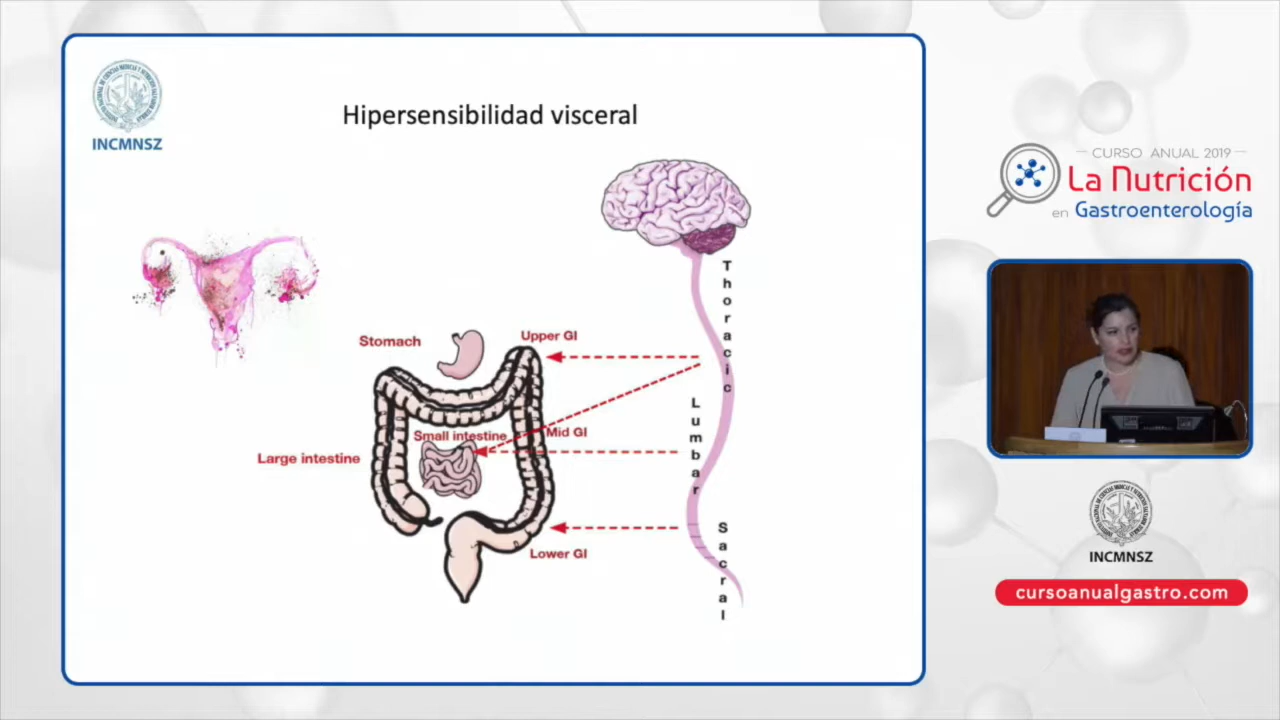 INCMNSZ
Hipersensibilidad visceral
Thoracic
Lumbar
Sacral
Stomach
Upper GI
Small intestine
Mid GI
Large intestine
Lower GI
CURSO ANUAL 2019
La Nutrición
en Gastroenterología
INCMNSZ
cursoanualgastro.com